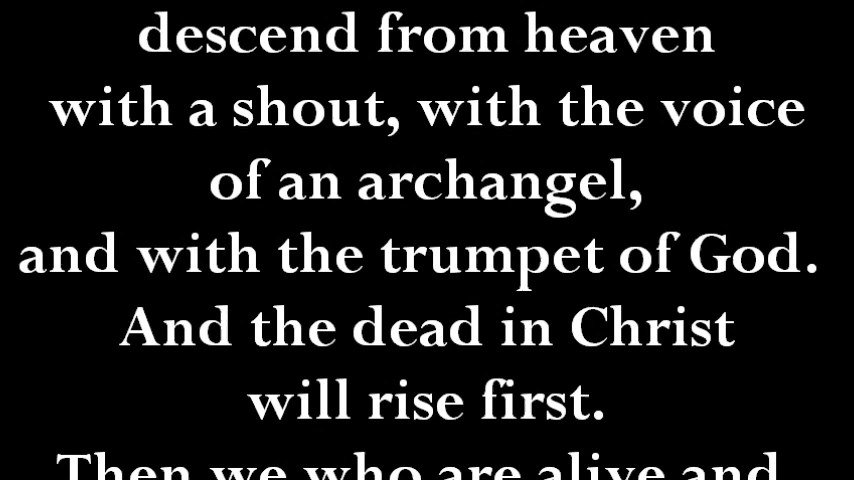 descend from heaven
with a shout, with the voice
of an archangel,
and with the trumpet of God.
And the dead in Christ
will rise first.
Then we who are alive and